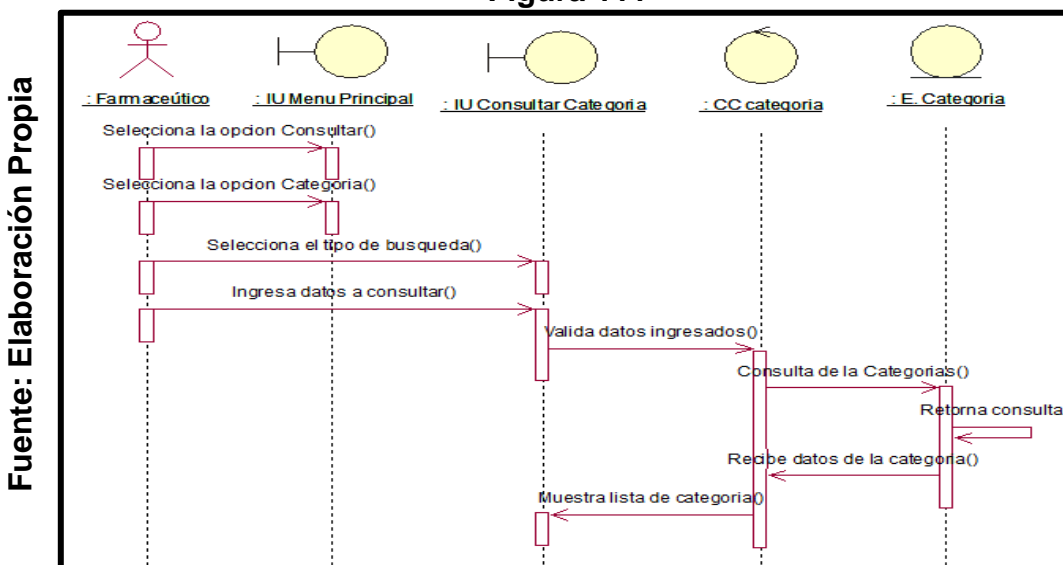 Fuente: Elaboración Propia
: Farmaceútico
: IU Menu Principal
: IU Consultar Categoria
: CC categoria
: E. Categoria
Selecciona la opcion Consultar()
Selecciona la opcion Categoria()
Selecciona el tipo de busqueda()
Ingresa datos a consultar()
Valida datos ingresados()
Consulta de la Categorias()
Retorna consulta
Recibe datos de la categoria()
Muestra lista de categoria()